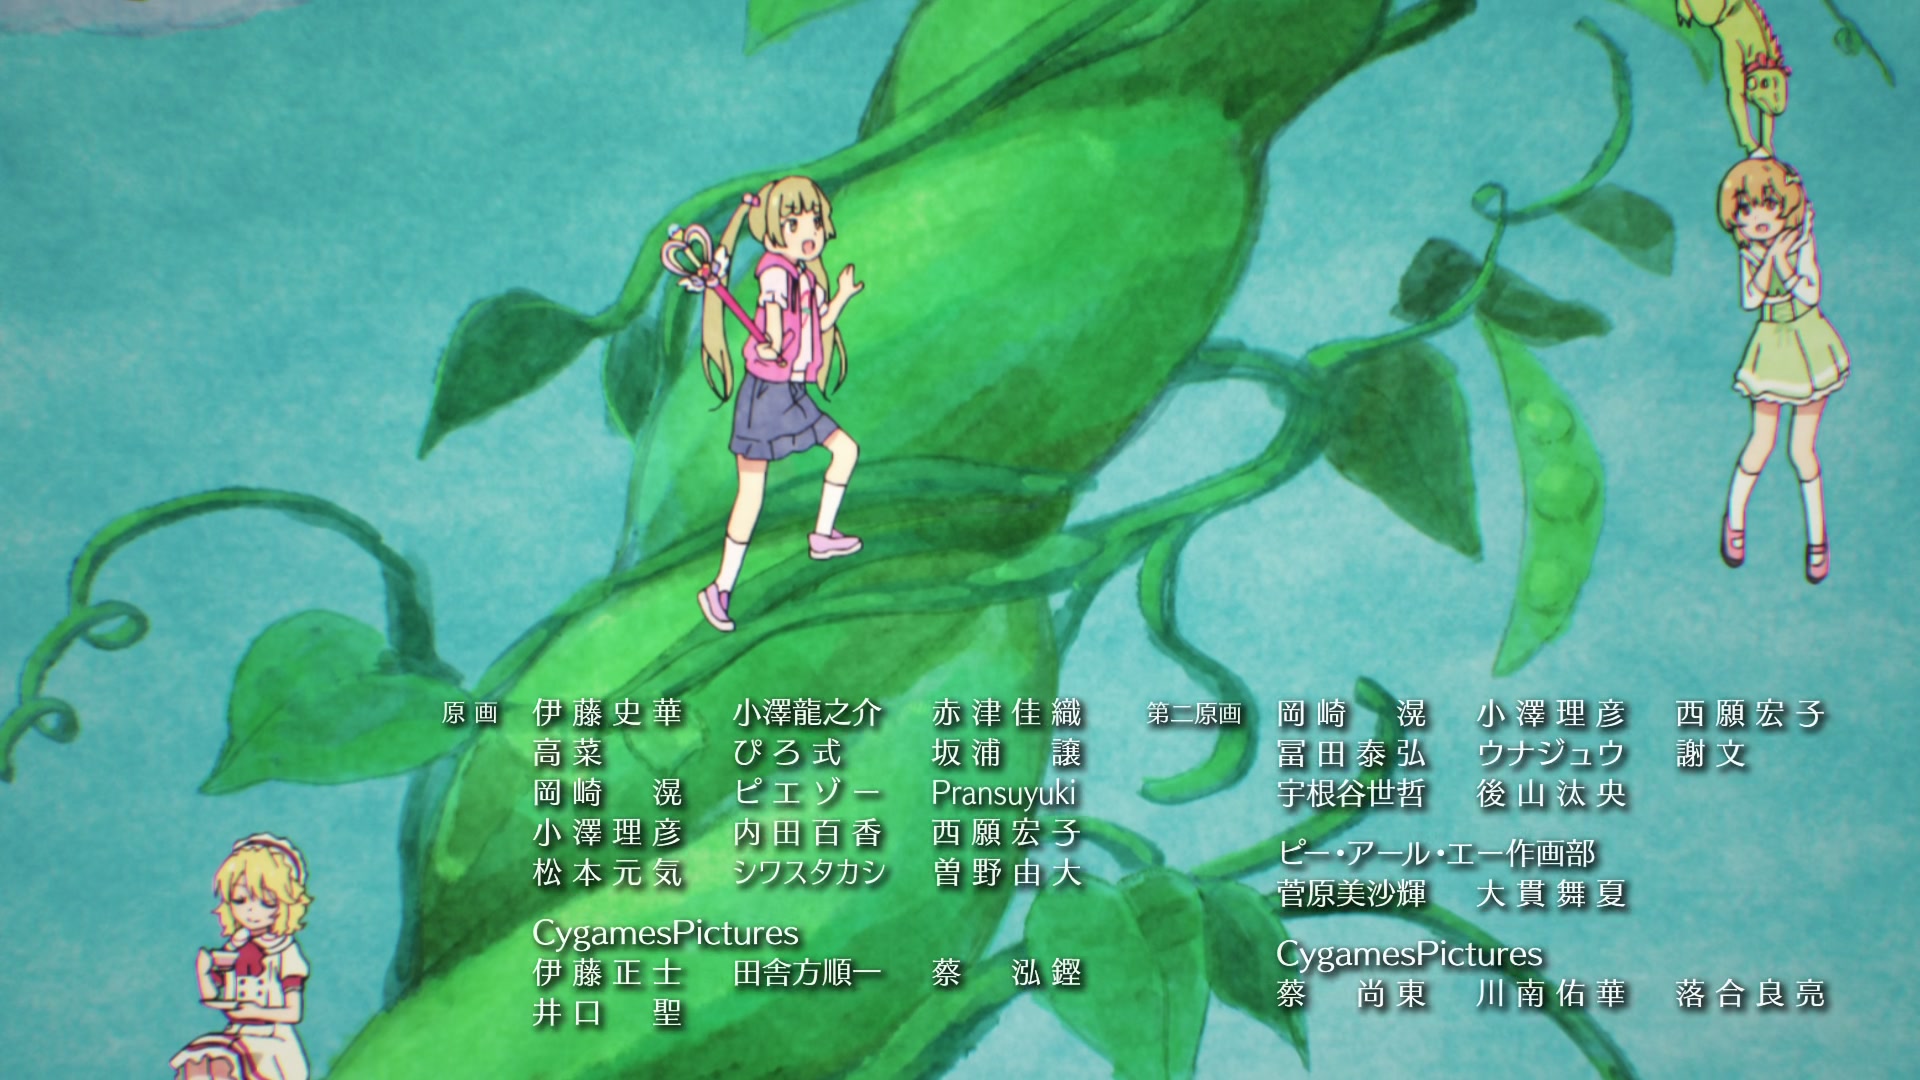 原画 伊藤史華 小澤龍之介 赤津佳織
高菜 ぴろ式 坂浦 譲
岡崎 滉 ピエゾー Pransuyuki
小澤理彦 内田百香 西願宏子
松本元気 シワスタカシ 曽野由大
CygamesPictures
伊藤正士 田舎方順一 蔡 泓鏗
井口 聖
第二原画 岡崎 滉 小澤理彦 西願宏子
冨田泰弘 ウナジュウ 謝文
宇根谷世哲 後山汰央
ピー・アール・エー作画部
菅原美沙輝 大貫舞夏
CygamesPictures
蔡 尚東 川南佑華 落合良亮